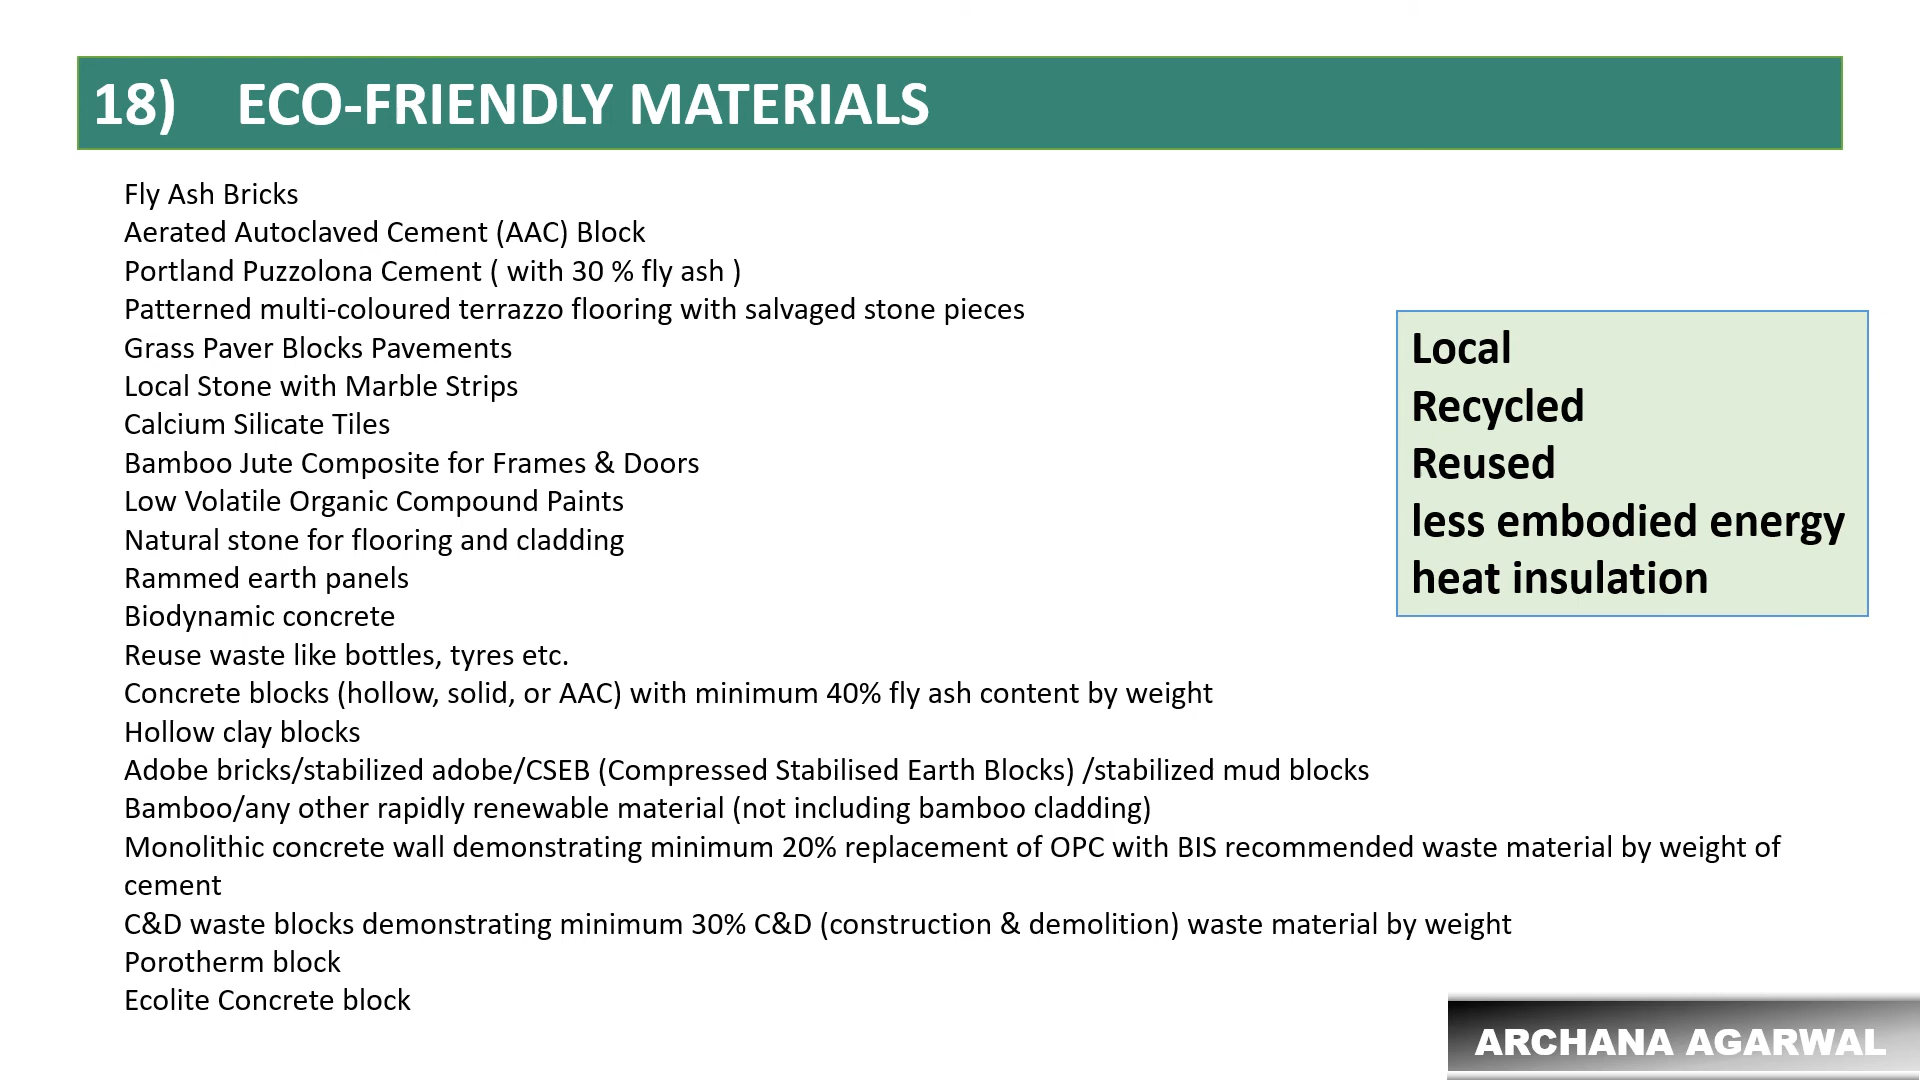 18) ECO-FRIENDLY MATERIALS
Fly Ash Bricks
Aerated Autoclaved Cement (AAC) Block
Portland Puzzolona Cement ( with 30 % fly ash )
Patterned multi-coloured terrazzo flooring with salvaged stone pieces
Grass Paver Blocks Pavements
Local Stone with Marble Strips
Calcium Silicate Tiles
Bamboo Jute Composite for Frames & Doors
Low Volatile Organic Compound Paints
Natural stone for flooring and cladding
Rammed earth panels
Biodynamic concrete
Reuse waste like bottles, tyres etc.
Concrete blocks (hollow, solid, or AAC) with minimum 40% fly ash content by weight
Hollow clay blocks
Adobe bricks/stabilized adobe/CSEB (Compressed Stabilised Earth Blocks) /stabilized mud blocks
Bamboo/any other rapidly renewable material (not including bamboo cladding)
Monolithic concrete wall demonstrating minimum 20% replacement of OPC with BIS recommended waste material by weight of
cement
C&D waste blocks demonstrating minimum 30% C&D (construction & demolition) waste material by weight
Porotherm block
Ecolite Concrete block
Local
Recycled
Reused
less embodied energy
heat insulation
ARCHANA AGARWAL